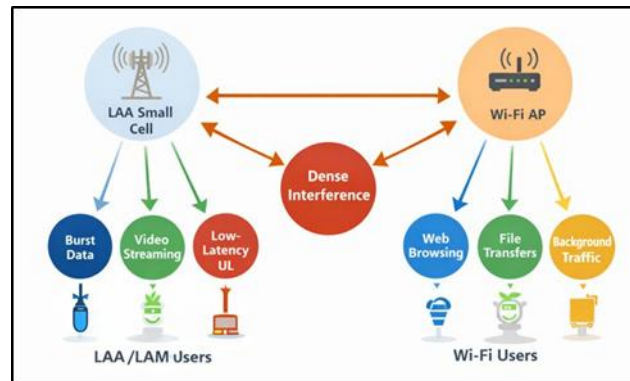 LAA Small
Cell
Wi-Fi AP
Dense
Interference
Burst
Data
Video
Streaming
Low-
Latency
UL
Web
Browsing
File
Transfers
Background
Traffic
LAA/LAM Users
Wi-Fi Users